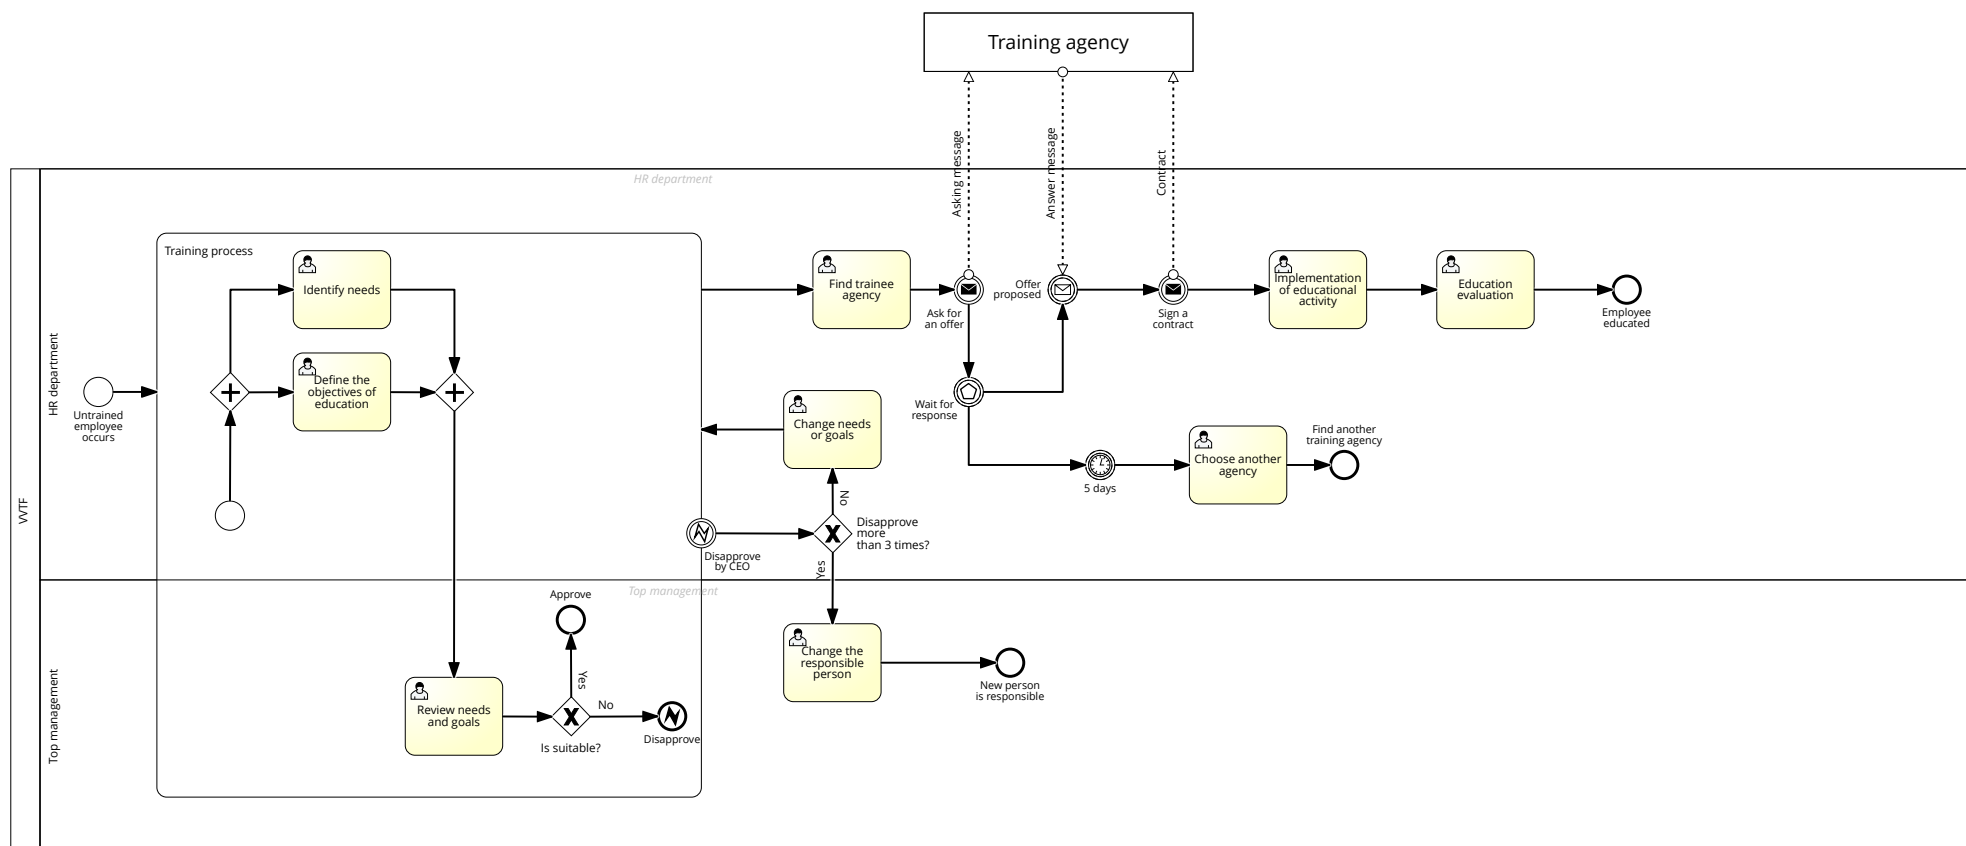 Training agency
Asking message
Answer message
Contract
VVTF
HR department
HR department
Training process
Identify needs
Define the
objectives of
education
Untrained
employee
occurs
Find trainee
agency
Ask for
an offer
Offer
proposed
Sign a
contract
Implementation
of educational
activity
Education
evaluation
Employee
educated
Wait for
response
Change needs
or goals
No
Disapprove
more
than 3 times?
Disapprove
by CEO
Yes
5 days
Choose another
agency
Find another
training agency
Top management
Top management
Approve
Yes
Review needs
and goals
Is suitable?
No
Disapprove
Change the
responsible
person
New person
is responsible